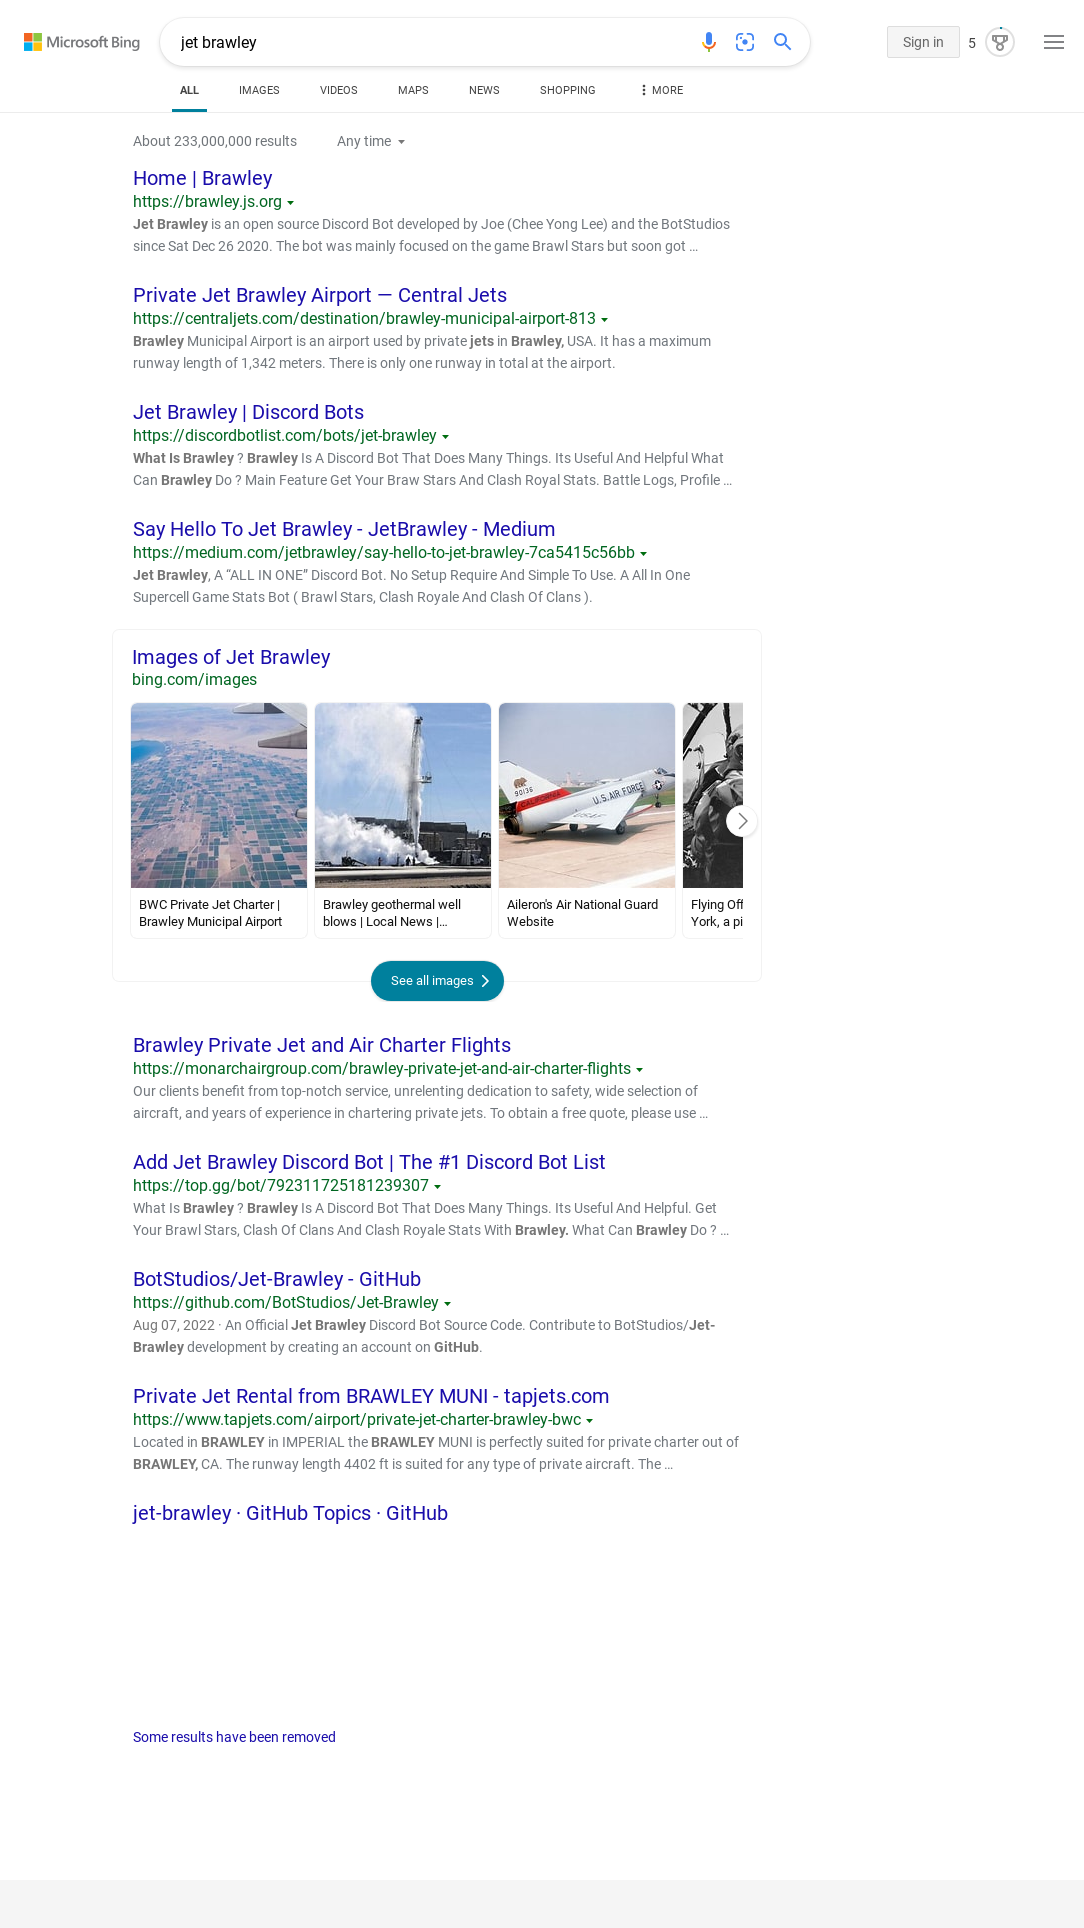 Microsoft Bing
jet brawley
Sign in
5
ALL
IMAGES
VIDEOS
MAPS
NEWS
SHOPPING
MORE
About 233,000,000 results
Any time
Home | Brawley
https://brawley.js.org
Jet Brawley is an open source Discord Bot developed by Joe (Chee Yong Lee) and the BotStudios
since Sat Dec 26 2020. The bot was mainly focused on the game Brawl Stars but soon got …
Private Jet Brawley Airport — Central Jets
https://centraljets.com/destination/brawley-municipal-airport-813
Brawley Municipal Airport is an airport used by private jets in Brawley, USA. It has a maximum
runway length of 1,342 meters. There is only one runway in total at the airport.
Jet Brawley | Discord Bots
https://discordbotlist.com/bots/jet-brawley
What Is Brawley ? Brawley Is A Discord Bot That Does Many Things. Its Useful And Helpful What
Can Brawley Do ? Main Feature Get Your Braw Stars And Clash Royal Stats. Battle Logs, Profile …
Say Hello To Jet Brawley - JetBrawley - Medium
https://medium.com/jetbrawley/say-hello-to-jet-brawley-7ca5415c56bb
Jet Brawley, A “ALL IN ONE” Discord Bot. No Setup Require And Simple To Use. A All In One
Supercell Game Stats Bot ( Brawl Stars, Clash Royale And Clash Of Clans ).
Images of Jet Brawley
bing.com/images
90136
CALIFORNIA
U.S. AIR FORCE
USAF
BWC Private Jet Charter |
Brawley Municipal Airport
Brawley geothermal well
blows | Local News |…
Aileron's Air National Guard
Website
Flying Off
York, a pi
See all images
Brawley Private Jet and Air Charter Flights
https://monarchairgroup.com/brawley-private-jet-and-air-charter-flights
Our clients benefit from top-notch service, unrelenting dedication to safety, wide selection of
aircraft, and years of experience in chartering private jets. To obtain a free quote, please use …
Add Jet Brawley Discord Bot | The #1 Discord Bot List
https://top.gg/bot/792311725181239307
What Is Brawley ? Brawley Is A Discord Bot That Does Many Things. Its Useful And Helpful. Get
Your Brawl Stars, Clash Of Clans And Clash Royale Stats With Brawley. What Can Brawley Do ? …
BotStudios/Jet-Brawley - GitHub
https://github.com/BotStudios/Jet-Brawley
Aug 07, 2022 · An Official Jet Brawley Discord Bot Source Code. Contribute to BotStudios/Jet-
Brawley development by creating an account on GitHub.
Private Jet Rental from BRAWLEY MUNI - tapjets.com
https://www.tapjets.com/airport/private-jet-charter-brawley-bwc
Located in BRAWLEY in IMPERIAL the BRAWLEY MUNI is perfectly suited for private charter out of
BRAWLEY, CA. The runway length 4402 ft is suited for any type of private aircraft. The …
jet-brawley · GitHub Topics · GitHub
Some results have been removed